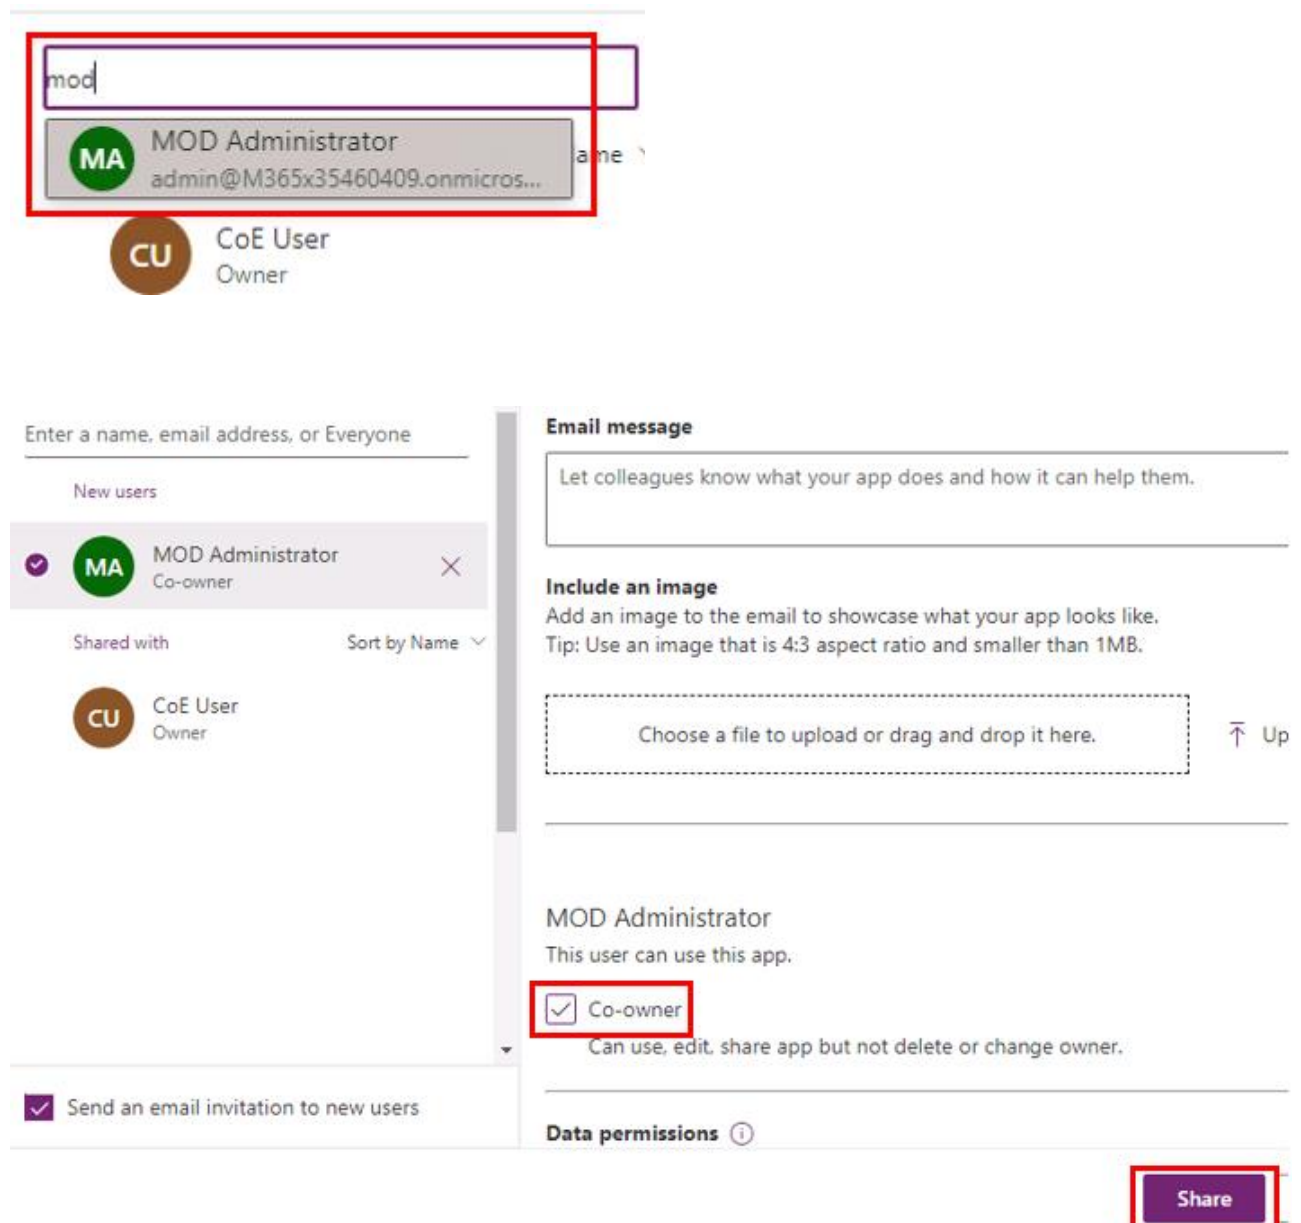 mod
MA
MOD Administrator
admin@M365x35460409.onmicros...
CU
CoE User
Owner
Enter a name, email address, or Everyone
New users
MA
MOD Administrator
Co-owner
Shared with
Sort by Name
CU
CoE User
Owner
Send an email invitation to new users
Email message
Let colleagues know what your app does and how it can help them.
Include an image
Add an image to the email to showcase what your app looks like.
Tip: Use an image that is 4:3 aspect ratio and smaller than 1MB.
Choose a file to upload or drag and drop it here.
Up
MOD Administrator
This user can use this app.
Co-owner
Can use, edit, share app but not delete or change owner.
Data permissions
Share